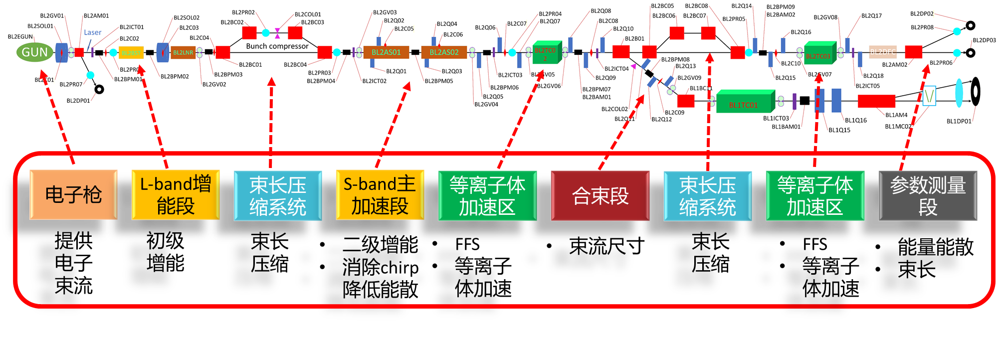 BL2GV01
BL2AM01
BL2SOL01
BL2ICT01
BL2EGUN
Laser
BL2C02
GUN
BL2C01
BL2PR07
BL2DP01
BL2BPM01
BL2SOL02
BL2C03
BL2BPM02
BL2LNR
BL2C04
BL2BPM03
BL2GV02
BL2PR02
BL2BC02
BL2COL01
BL2BC03
Bunch compressor
BL2BC01
BL2BC04
BL2PR03
BL2BPM04
BL2GV03
BL2Q02
BL2C05
BL2AS01
BL2Q01
BL2ICT02
BL2Q04
BL2C06
BL2AS02
BL2Q03
BL2BPM05
BL2Q06
BL2C07
BL2PR04
BL2Q07
BL2ICT03
BL2BPM06
BL2Q05
BL2GV04
BL2TC0
2
BL2GV05
BL2GV06
BL2Q08
BL2C08
BL2Q10
BL2Q09
BL2BPM07
BL2BAM01
BL2ICT04
BL2B01
BL2BC05
BL2BC06
BL2BC08
BL2BC07
BL2PR05
BL2COL02
BL2Q11
BL2Q12
BL2C09
BL2BPM08
BL2Q13
BL2GV09
BL1BC11
BL2Q14
BL2BPM09
BL2BAM02
BL2Q16
BL2C10
BL2Q15
BL2GV07
BL2TC03
BL2GV08
BL2Q17
BL2Q18
BL2ICT05
BL2DEC
BL2AM02
BL2DP02
BL2PR08
BL2DP03
BL2PR06
BL1TC01
BL1ICT03
BL1BAM01
BL1Q15
BL1Q16
BL1AM4
BL1MC02
BL1DP01
电子枪
L-band增
能段
束长压
缩系统
S-band主
加速段
等离子体
加速区
合束段
束长压
缩系统
等离子体
加速区
参数测量
段
提供
电子
束流
初级
增能
束长
压缩
• 二级增能
• 消除chirp
降低能散
• FFS
• 等离子
体加速
• 束流尺寸
束长
压缩
• FFS
• 等离子
体加速
• 能量能散
• 束长